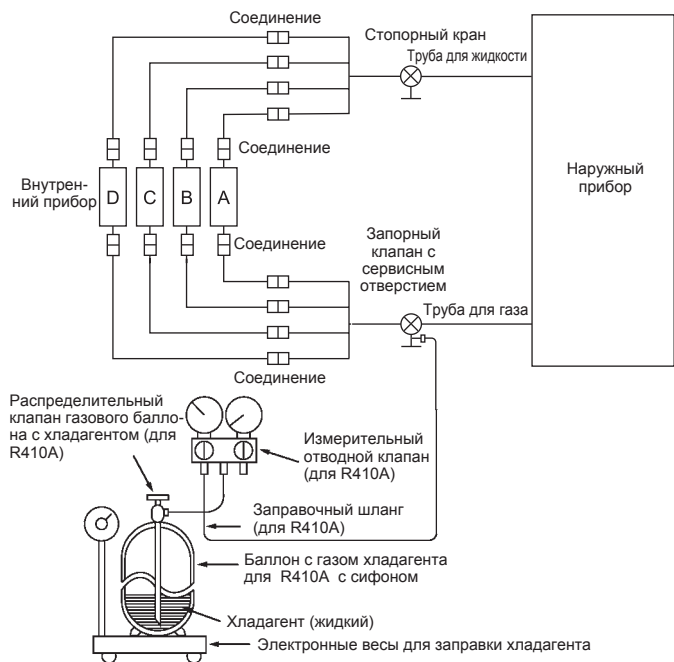 Соединение
Стопорный кран
Труба для жидкости
Соединение
Внутрен-
ний прибор
D
C
B
A
Наружный
прибор
Соединение
Запорный
клапан с
сервисным
отверстием
Труба для газа
Соединение
Распределительный
клапан газового балло-
на с хладагентом (для
R410A)
Измерительный
отводной клапан
(для R410A)
Заправочный шланг
(для R410A)
Баллон с газом хладагента
для R410A с сифоном
Хладагент (жидкий)
Электронные весы для заправки хладагента